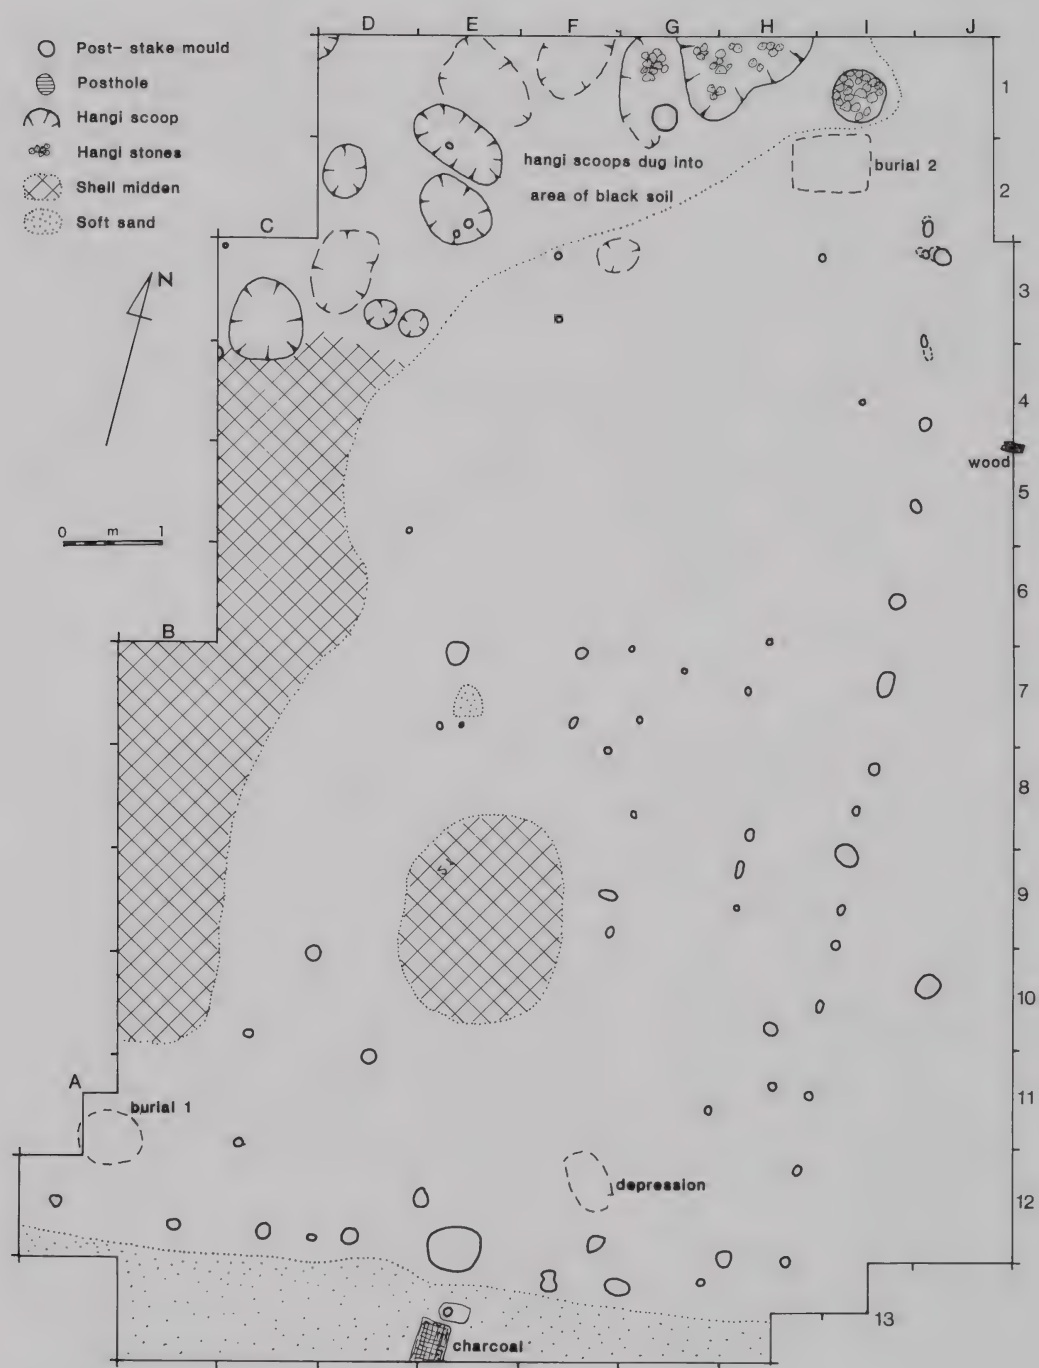 D E F G H I J
Post- stake mould
Posthole
Hangi scoop
Hangi stones
Shell midden
Soft sand
1
hangi scoops dug into
area of black soil
burial 2
2
C
N
3
4
wood
0 m 1
5
6
B
7
8
9
10
A
burial 1
11
depression
12
13
charcoal